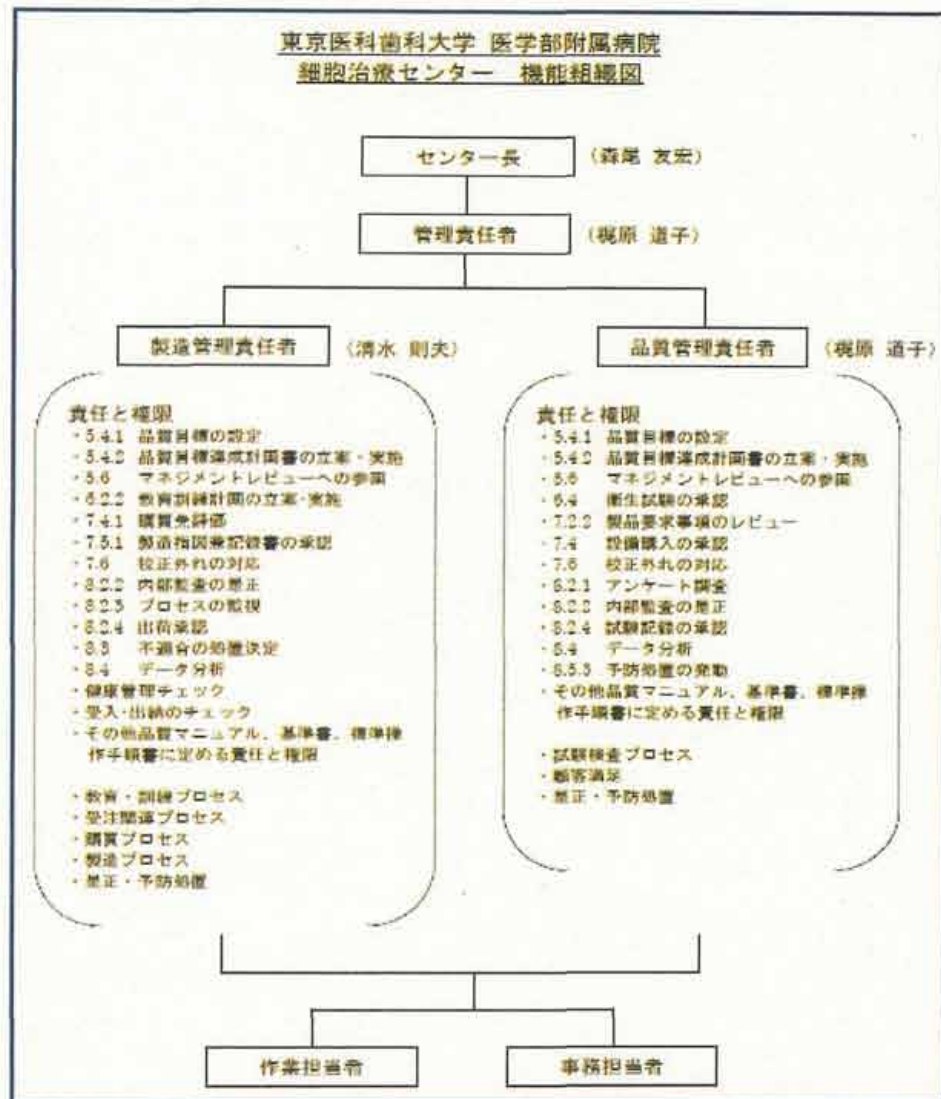 東京医科歯科大学 医学部附属病院
細胞治療センター 機能組織図
センター長 (森尾 友宏)
管理責任者 (梶原 道子)
製造管理責任者 (清水 則夫)
品質管理責任者 (梶原 道子)
責任と権限
・5.4.1 品質目標の設定
・5.4.2 品質目標達成計画書の立案・実施
・5.6 マネジメントレビューへの参画
・6.2.2 教育訓練計画の立案・実施
・7.4.1 購買先評価
・7.5.1 製造指図兼記録書の承認
・7.6 校正外れの対応
・8.2.2 内部監査の是正
・8.2.3 プロセスの監視
・8.2.4 出荷承認
・8.3 不適合の処置決定
・8.4 データ分析
・健康管理チェック
・受入・出納のチェック
・その他品質マニュアル、基準書、標準操
作手順書に定める責任と権限
・教育・訓練プロセス
・受注関連プロセス
・購買プロセス
・製造プロセス
・是正・予防処置
責任と権限
・5.4.1 品質目標の設定
・5.4.2 品質目標達成計画書の立案・実施
・5.6 マネジメントレビューへの参画
・6.4 衛生試験の承認
・7.2.2 製品要求事項のレビュー
・7.4 設備購入の承認
・7.6 校正外れの対応
・8.2.1 アンケート調査
・8.2.2 内部監査の是正
・8.2.4 試験記録の承認
・8.4 データ分析
・8.5.3 予防処置の発動
・その他品質マニュアル、基準書、標準操
作手順書に定める責任と権限
・試験検査プロセス
・顧客満足
・是正・予防処置
作業担当者
事務担当者